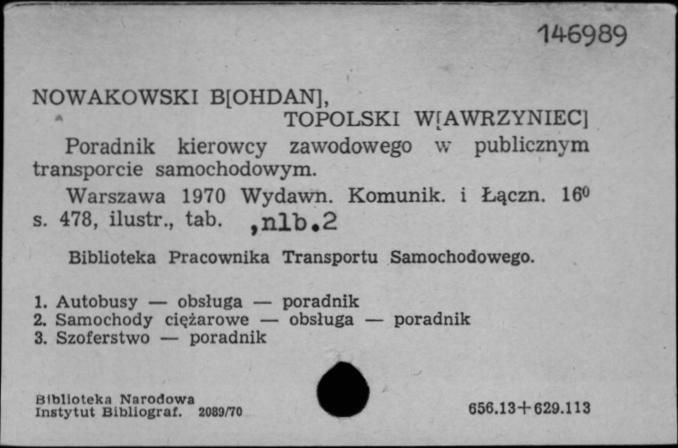 146989
NOWAKOWSKI B[OHDAN],
TOPOLSKI W[AWRZYNIEC]
Poradnik kierowcy zawodowego w publicznym
transporcie samochodowym.
Warszawa 1970 Wydawn. Komunik. i Łączn. 16⁰
s. 478, ilustr., tab. ,nlb.2
Biblioteka Pracownika Transportu Samochodowego.
1. Autobusy — obsługa — poradnik
2. Samochody ciężarowe — obsługa — poradnik
3. Szoferstwo — poradnik
Biblioteka Narodowa
Instytut Bibliograf. 2089/70
656.13+629.113